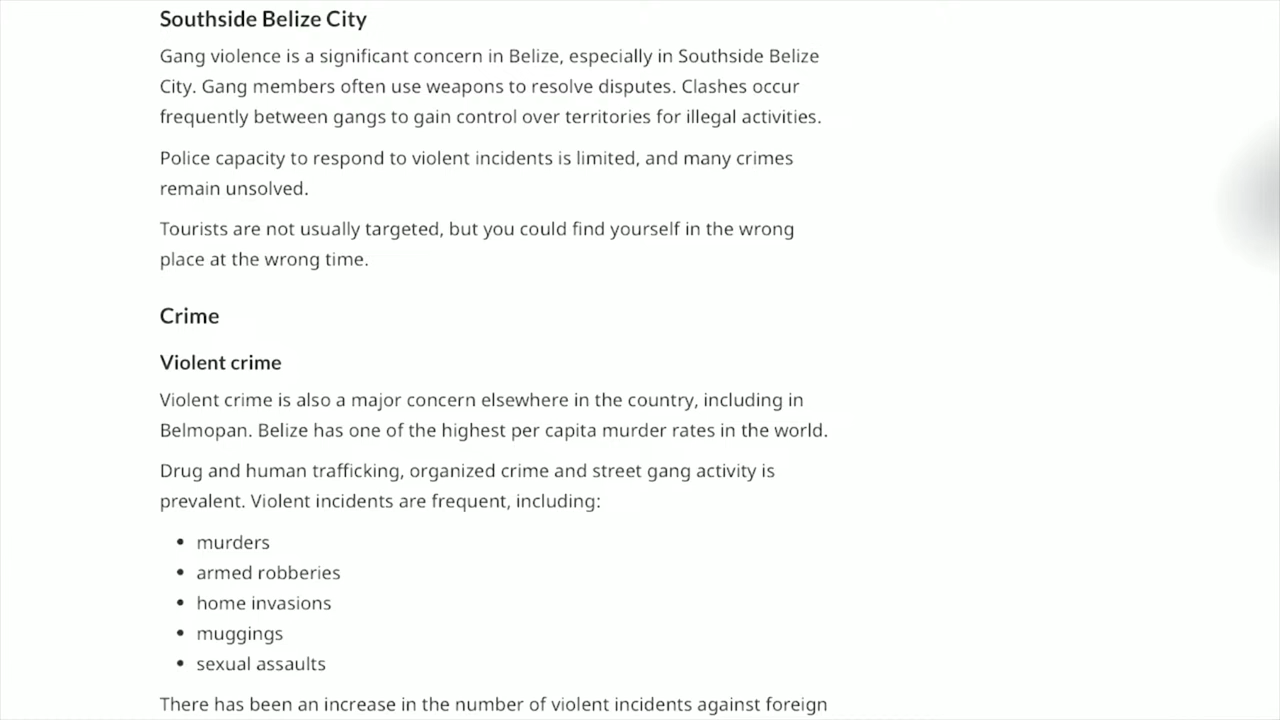 Southside Belize City
Gang violence is a significant concern in Belize, especially in Southside Belize
City. Gang members often use weapons to resolve disputes. Clashes occur
frequently between gangs to gain control over territories for illegal activities.
Police capacity to respond to violent incidents is limited, and many crimes
remain unsolved.
Tourists are not usually targeted, but you could find yourself in the wrong
place at the wrong time.
Crime
Violent crime
Violent crime is also a major concern elsewhere in the country, including in
Belmopan. Belize has one of the highest per capita murder rates in the world.
Drug and human trafficking, organized crime and street gang activity is
prevalent. Violent incidents are frequent, including:
• murders
• armed robberies
• home invasions
• muggings
• sexual assaults
There has been an increase in the number of violent incidents against foreign